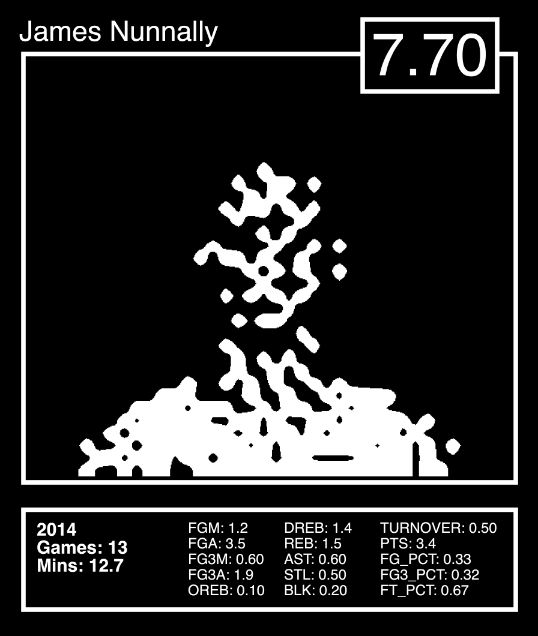 James Nunnally
7.70
2014
Games: 13
Mins: 12.7
FGM: 1.2
FGA: 3.5
FG3M: 0.60
FG3A: 1.9
OREB: 0.10
DREB: 1.4
REB: 1.5
AST: 0.60
STL: 0.50
BLK: 0.20
TURNOVER: 0.50
PTS: 3.4
FG_PCT: 0.33
FG3_PCT: 0.32
FT_PCT: 0.67